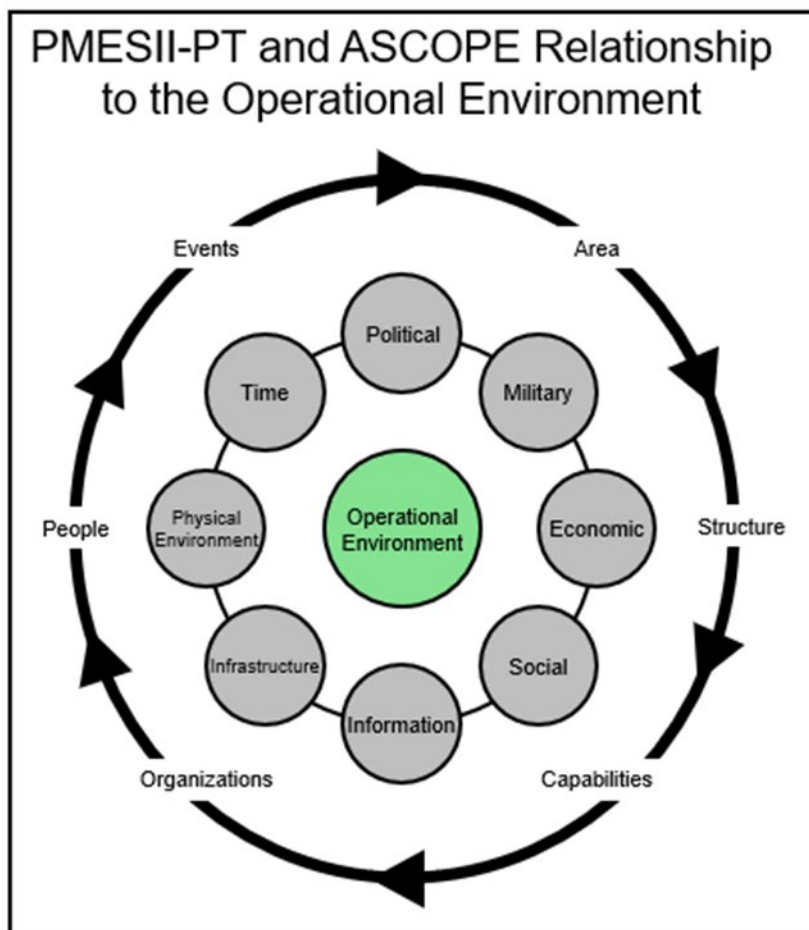 PMESII-PT and ASCOPE Relationship
to the Operational Environment
Events
Area
Political
Time
Military
People
Physical
Environment
Operational
Environment
Economic
Structure
Infrastructure
Social
Information
Organizations
Capabilities